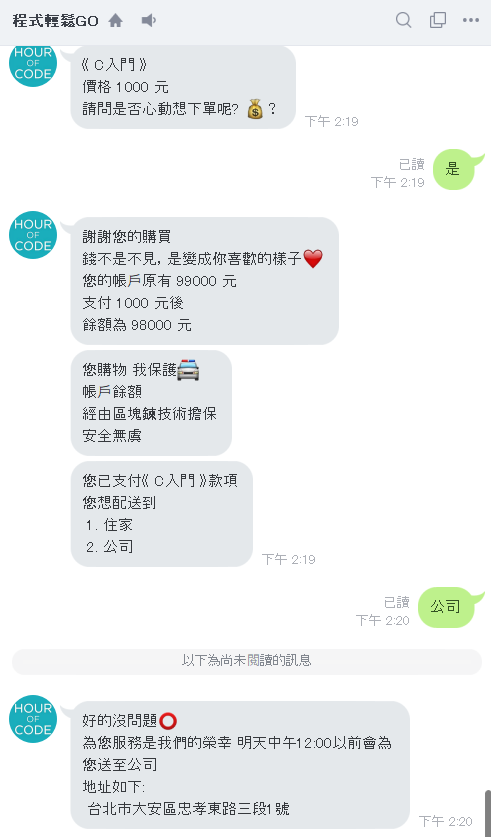 程式輕鬆GO
HOUR
OF
CODE
《 C入門 》
價格 1000 元
請問是否心動想下單呢? ?
下午 2:19
已讀
下午 2:19
是
HOUR
OF
CODE
謝謝您的購買
錢不是不見, 是變成你喜歡的樣子
您的帳戶原有 99000 元
支付 1000 元後
餘額為 98000 元
您購物 我保護
帳戶餘額
經由區塊鍊技術擔保
安全無虞
您已支付《 C入門 》款項
您想配送到
1. 住家
2. 公司
下午 2:19
已讀
下午 2:20
公司
以下為尚未閱讀的訊息
HOUR
OF
CODE
好的沒問題
為您服務是我們的榮幸 明天中午12:00以前會為
您送至公司
地址如下:
台北市大安區忠孝東路三段1號
下午 2:20